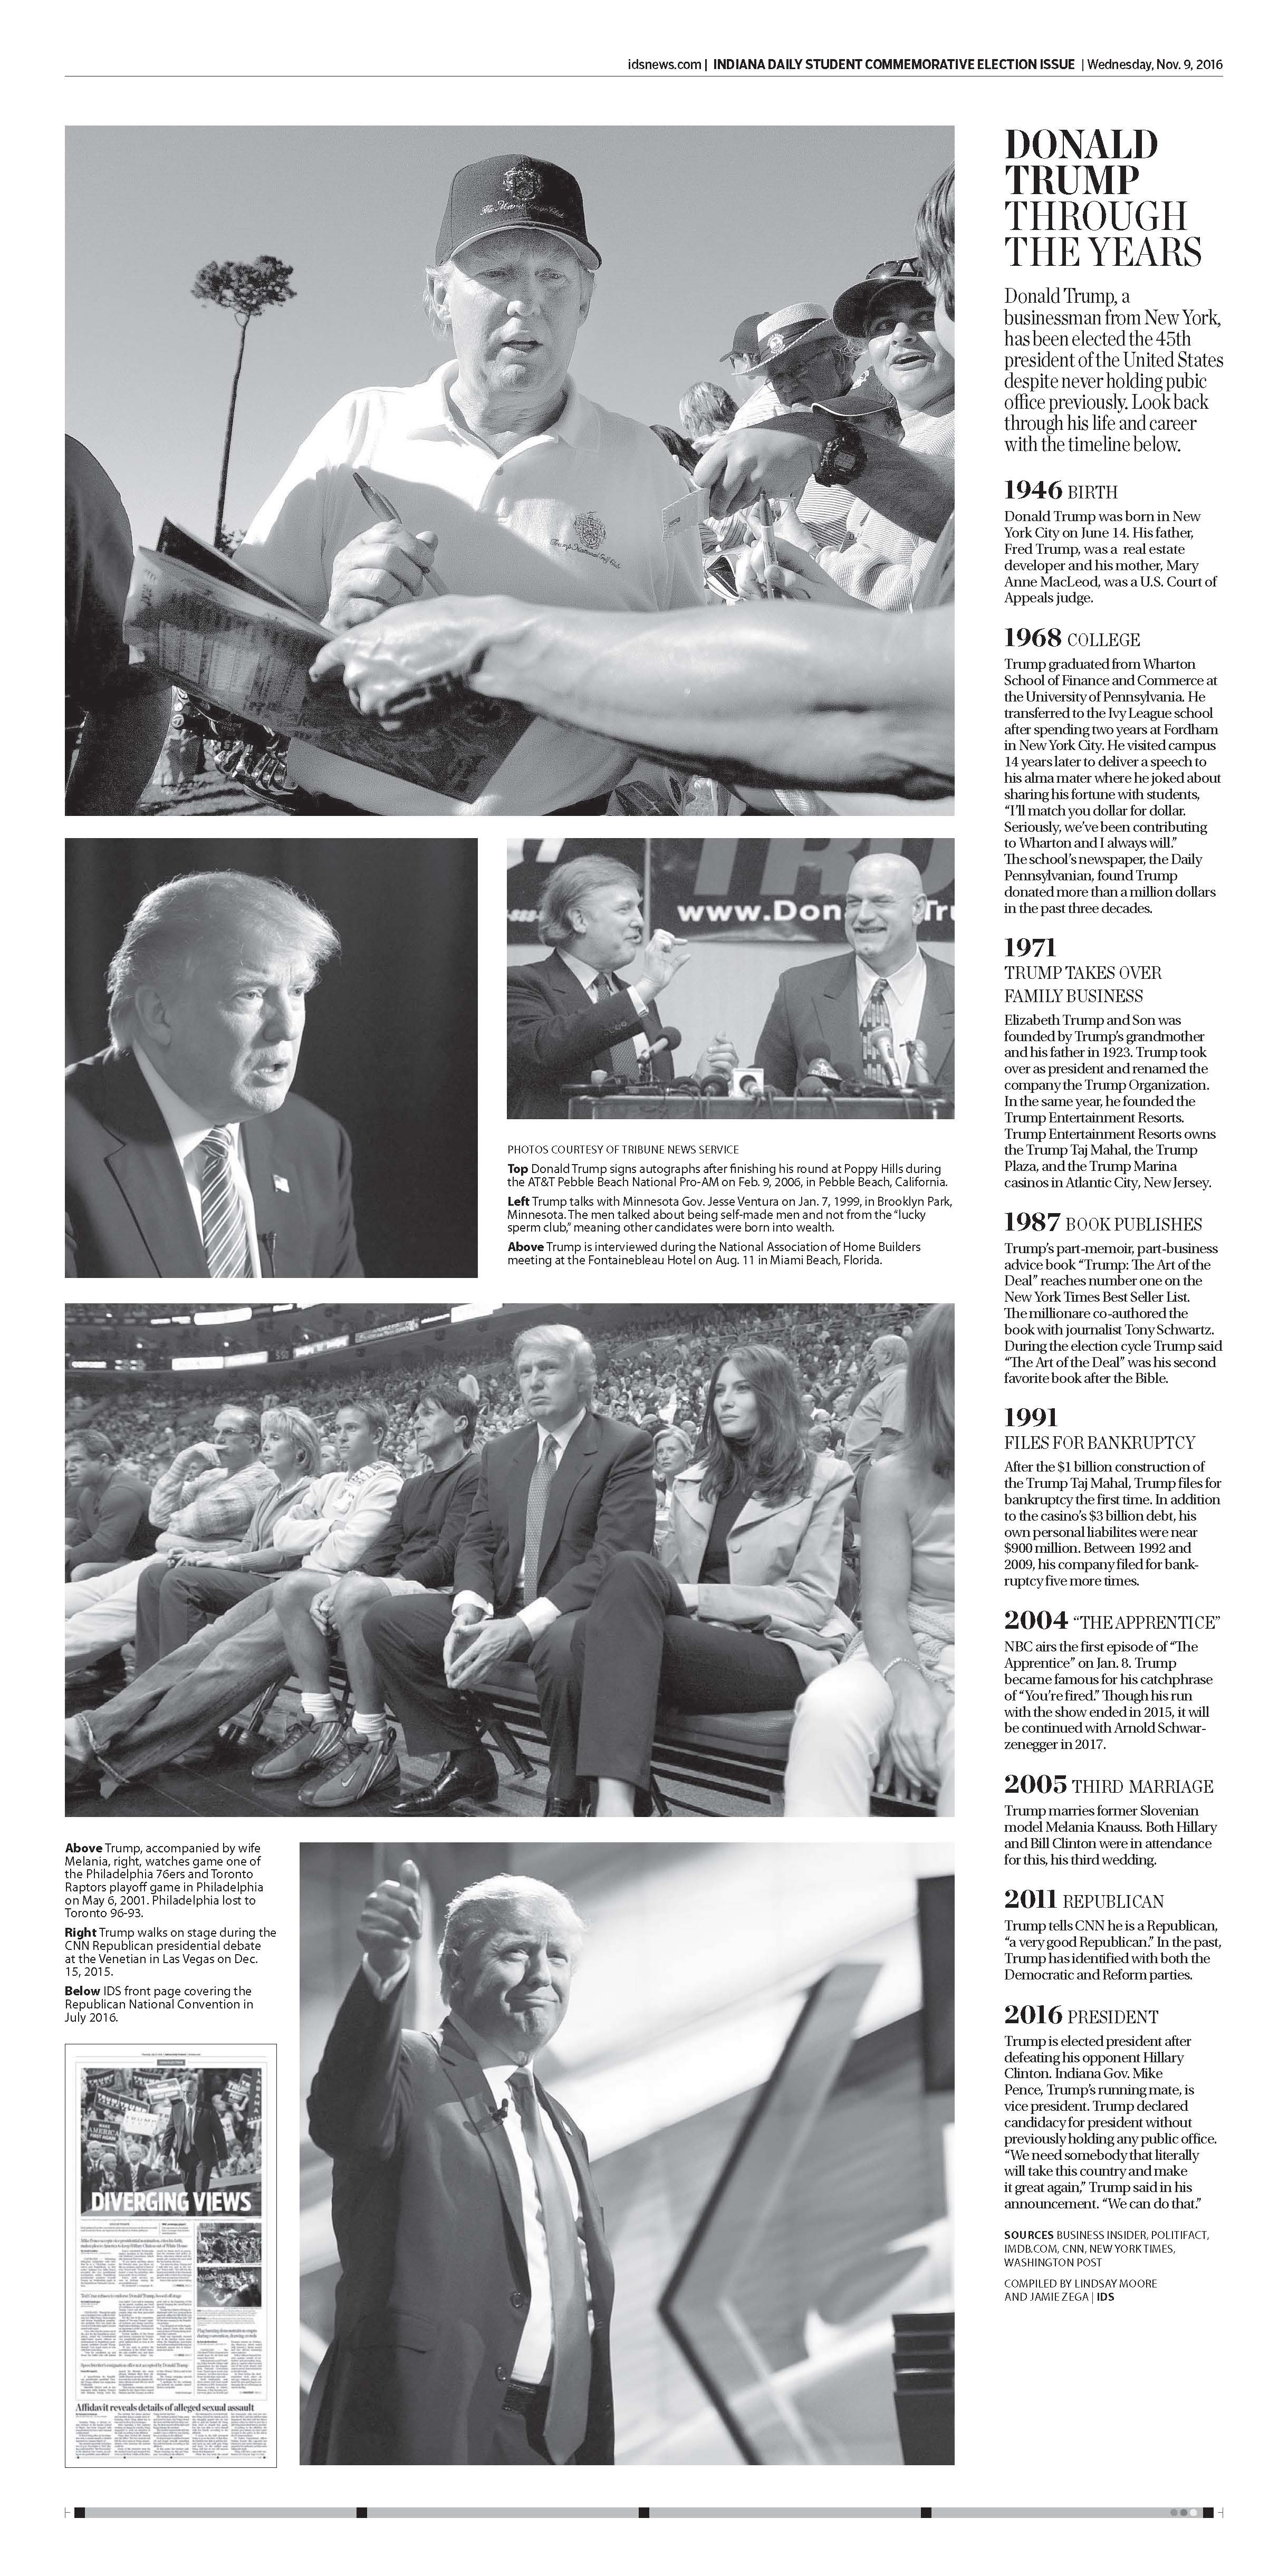 idsnews.com | INDIANA DAILY STUDENT COMMEMORATIVE ELECTION ISSUE | Wednesday, Nov. 9, 2016
DONALD
TRUMP
THROUGH
THE YEARS
Donald Trump, a
businessman from New York,
has been elected the 45th
president of the United States
despite never holding pubic
office previously. Look back
through his life and career
with the timeline below.
1946 BIRTH
Donald Trump was born in New
York City on June 14. His father,
Fred Trump, was a real estate
developer and his mother, Mary
Anne MacLeod, was a U.S. Court of
Appeals judge.
1968 COLLEGE
Trump graduated from Wharton
School of Finance and Commerce at
the University of Pennsylvania. He
transferred to the Ivy League school
after spending two years at Fordham
in New York City. He visited campus
14 years later to deliver a speech to
his alma mater where he joked about
sharing his fortune with students,
“I’ll match you dollar for dollar.
Seriously, we’ve been contributing
to Wharton and I always will.”
The school’s newspaper, the Daily
Pennsylvanian, found Trump
donated more than a million dollars
in the past three decades.
1971
TRUMP TAKES OVER
FAMILY BUSINESS
Elizabeth Trump and Son was
founded by Trump’s grandmother
and his father in 1923. Trump took
over as president and renamed the
company the Trump Organization.
In the same year, he founded the
Trump Entertainment Resorts.
Trump Entertainment Resorts owns
the Trump Taj Mahal, the Trump
Plaza, and the Trump Marina
casinos in Atlantic City, New Jersey.
1987 BOOK PUBLISHES
Trump’s part-memoir, part-business
advice book “Trump: The Art of the
Deal” reaches number one on the
New York Times Best Seller List.
The millionare co-authored the
book with journalist Tony Schwartz.
During the election cycle Trump said
“The Art of the Deal” was his second
favorite book after the Bible.
1991
FILES FOR BANKRUPTCY
After the $1 billion construction of
the Trump Taj Mahal, Trump files for
bankruptcy the first time. In addition
to the casino’s $3 billion debt, his
own personal liabilites were near
$900 million. Between 1992 and
2009, his company filed for bank-
ruptcy five more times.
2004 “THE APPRENTICE”
NBC airs the first episode of “The
Apprentice” on Jan. 8. Trump
became famous for his catchphrase
of “You’re fired.” Though his run
with the show ended in 2015, it will
be continued with Arnold Schwar-
zenegger in 2017.
2005 THIRD MARRIAGE
Trump marries former Slovenian
model Melania Knauss. Both Hillary
and Bill Clinton were in attendance
for this, his third wedding.
2011 REPUBLICAN
Trump tells CNN he is a Republican,
“a very good Republican.” In the past,
Trump has identified with both the
Democratic and Reform parties.
2016 PRESIDENT
Trump is elected president after
defeating his opponent Hillary
Clinton. Indiana Gov. Mike
Pence, Trump’s running mate, is
vice president. Trump declared
candidacy for president without
previously holding any public office.
“We need somebody that literally
will take this country and make
it great again,” Trump said in his
announcement. “We can do that.”
SOURCES BUSINESS INSIDER, POLITIFACT,
IMDB.COM, CNN, NEW YORK TIMES,
WASHINGTON POST
COMPILED BY LINDSAY MOORE
AND JAMIE ZEGA | IDS
Trump National Golf Club
TRU
www.Don Tru
PHOTOS COURTESY OF TRIBUNE NEWS SERVICE
Top Donald Trump signs autographs after finishing his round at Poppy Hills during
the AT&T Pebble Beach National Pro-AM on Feb. 9, 2006, in Pebble Beach, California.
Left Trump talks with Minnesota Gov. Jesse Ventura on Jan. 7, 1999, in Brooklyn Park,
Minnesota. The men talked about being self-made men and not from the “lucky
sperm club,” meaning other candidates were born into wealth.
Above Trump is interviewed during the National Association of Home Builders
meeting at the Fontainebleau Hotel on Aug. 11 in Miami Beach, Florida.
Above Trump, accompanied by wife
Melania, right, watches game one of
the Philadelphia 76ers and Toronto
Raptors playoff game in Philadelphia
on May 6, 2001. Philadelphia lost to
Toronto 96-93.
Right Trump walks on stage during the
CNN Republican presidential debate
at the Venetian in Las Vegas on Dec.
15, 2015.
Below IDS front page covering the
Republican National Convention in
July 2016.
DIVERGING VIEWS
Affidavit reveals details of alleged sexual assault